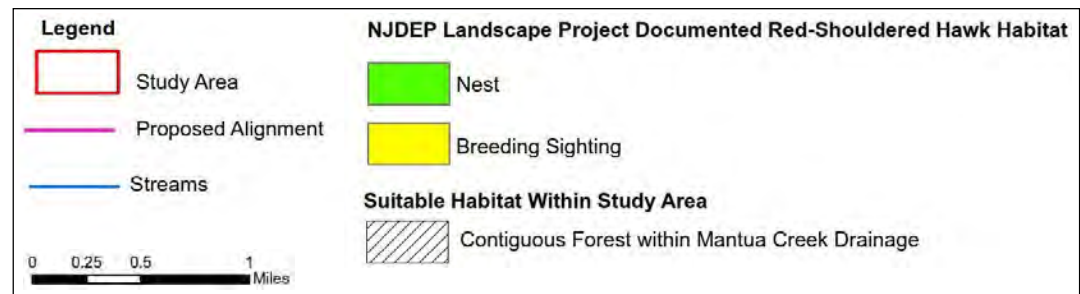 Legend
Study Area
Proposed Alignment
Streams
0 0.25 0.5 1
Miles
NJDEP Landscape Project Documented Red-Shouldered Hawk Habitat
Nest
Breeding Sighting
Suitable Habitat Within Study Area
Contiguous Forest within Mantua Creek Drainage